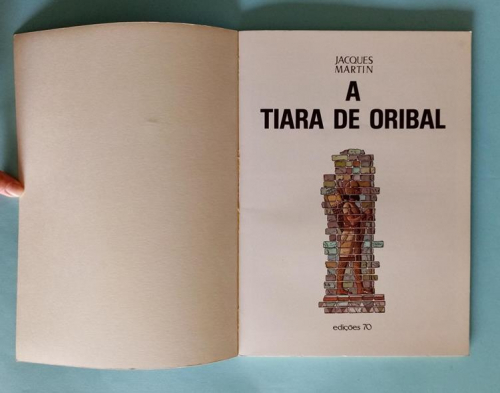 JACQUES
MARTIN
A
TIARA DE ORIBAL
edições 70